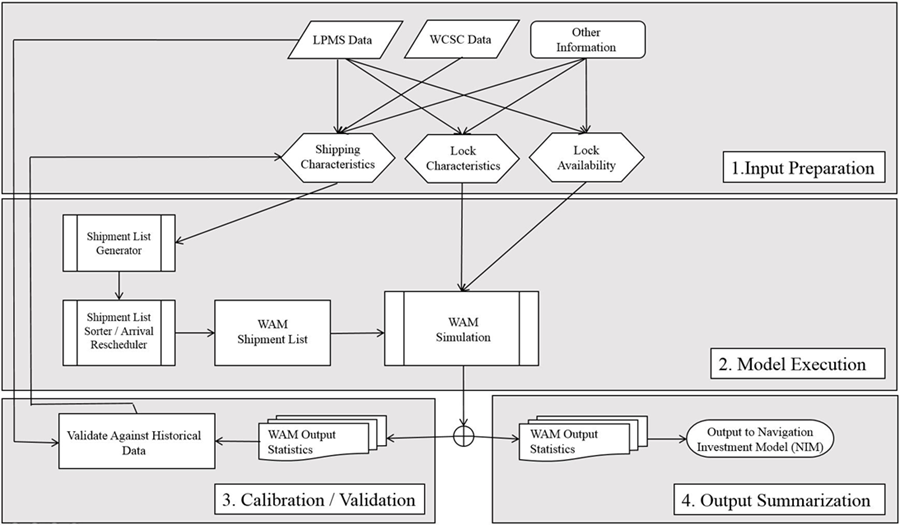 LPMS Data
WCSC Data
Other
Information
Shipping
Characteristics
Lock
Characteristics
Lock
Availability
1.Input Preparation
Shipment List
Generator
Shipment List
Sorter / Arrival
Rescheduler
WAM
Shipment List
WAM
Simulation
2. Model Execution
Validate Against Historical
Data
WAM Output
Statistics
3. Calibration / Validation
WAM Output
Statistics
Output to Navigation
Investment Model (NIM)
4. Output Summarization